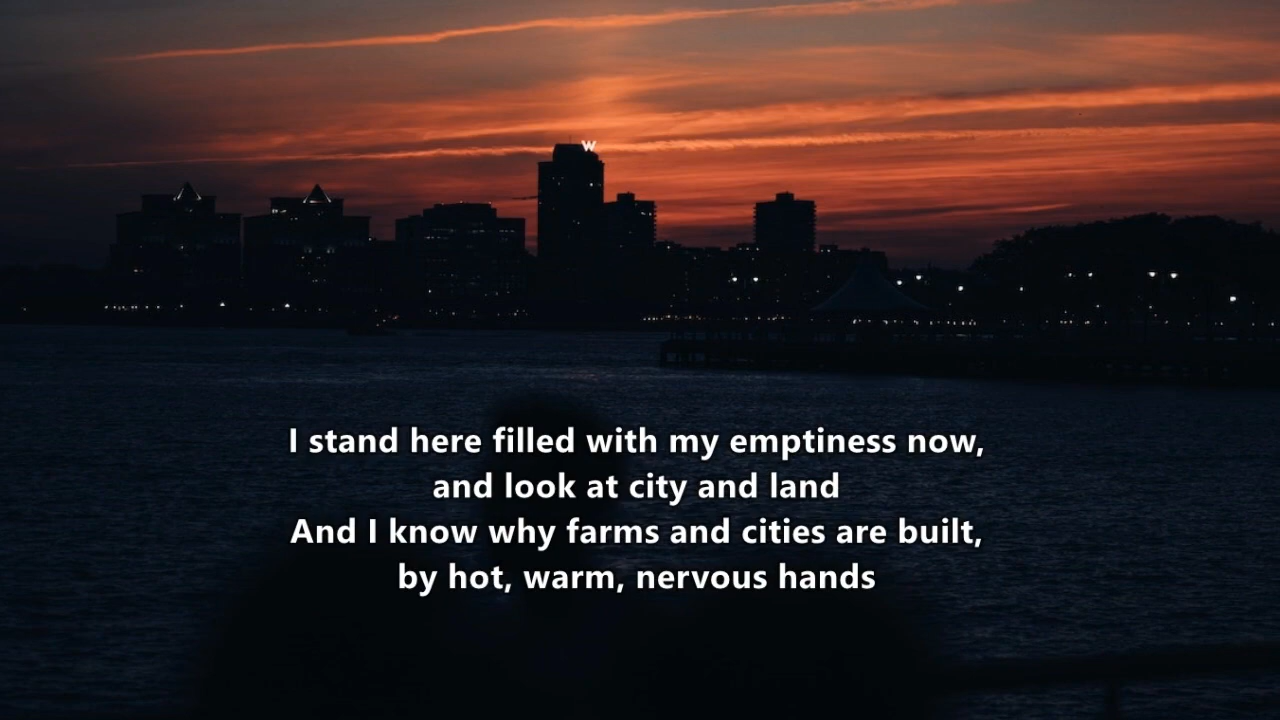 W
I stand here filled with my emptiness now,
and look at city and land
And I know why farms and cities are built,
by hot, warm, nervous hands